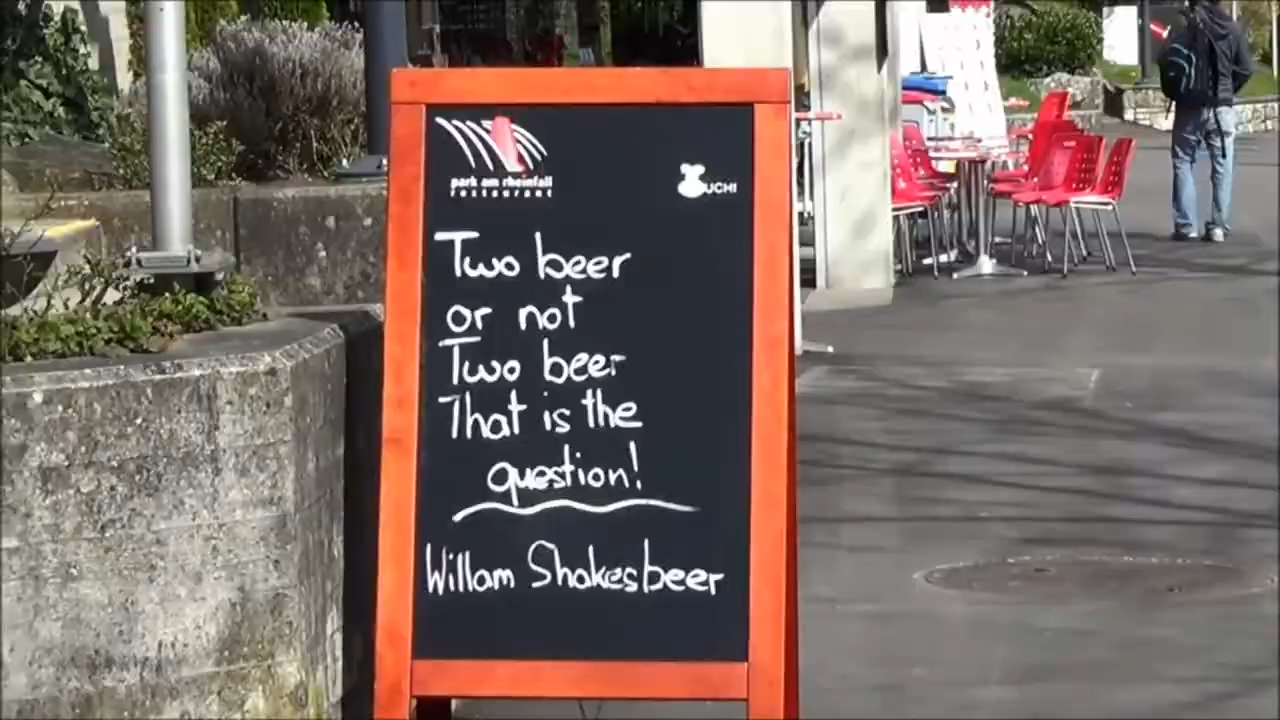 park am rheinfall
restaurant
UCHI
Two beer
or not
Two beer
That is the
question!
Willam Shakesbeer